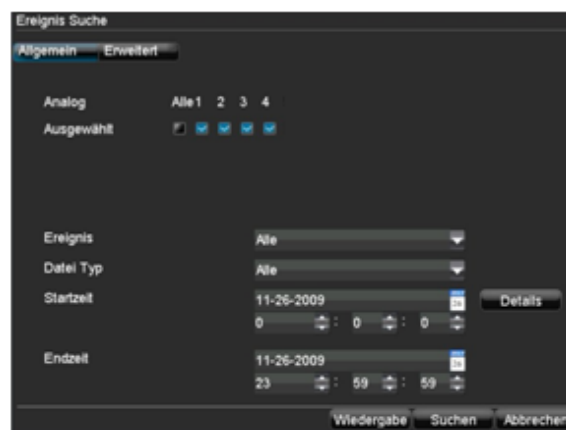 Ereignis Suche
Allgemein Erweitert
Analog Alle 1 2 3 4
Ausgewählt
Ereignis Alle
Datei Typ Alle
Startzeit 11-26-2009 Details
0 : 0 : 0
Endzeit 11-26-2009
23 : 59 : 59
Wiedergabe Suchen Abbrechen